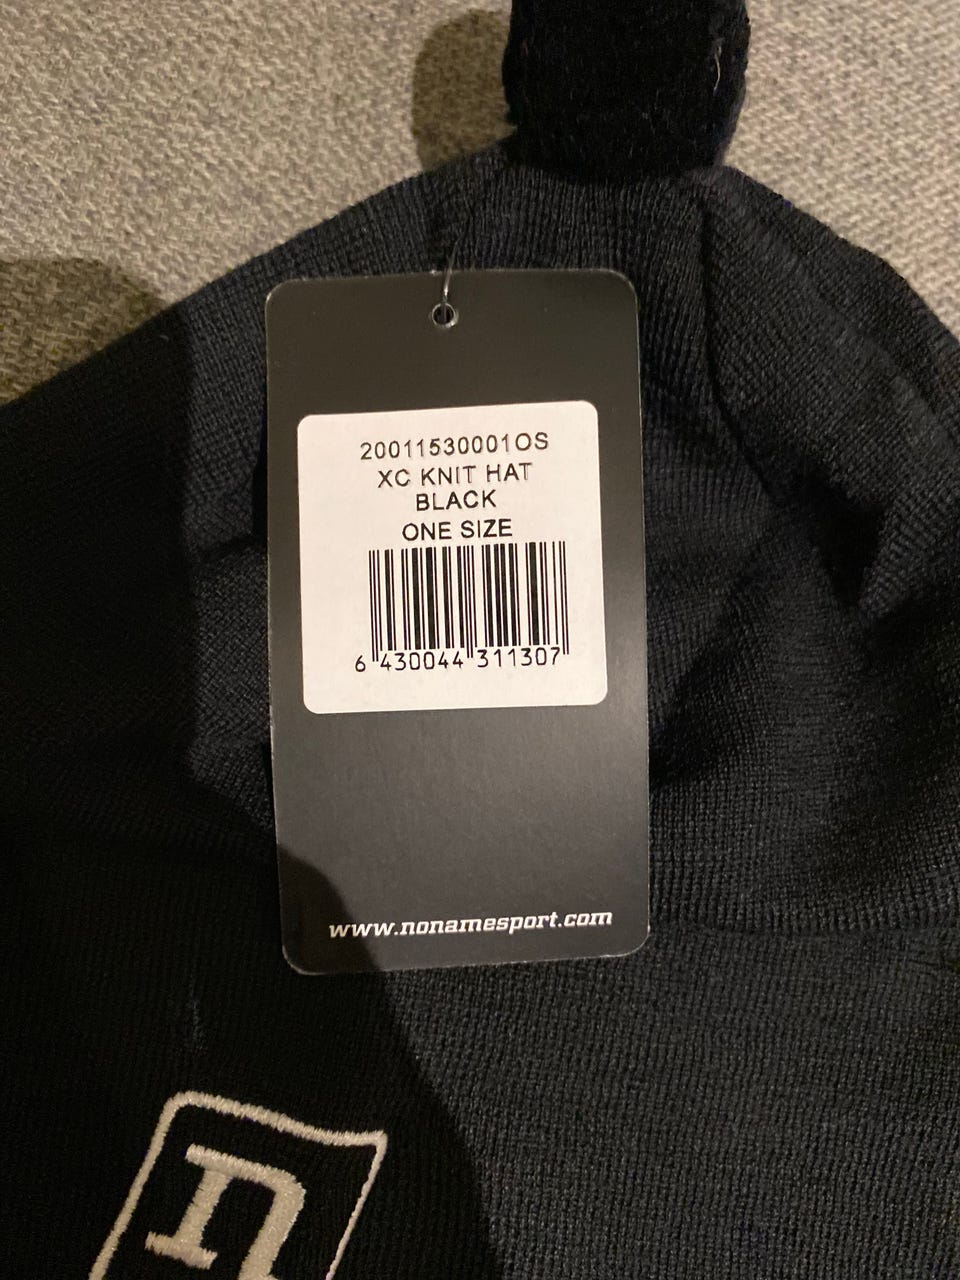 20011530001OS
XC KNIT HAT
BLACK
ONE SIZE
6 430044 311307
www.nonamesport.com
n